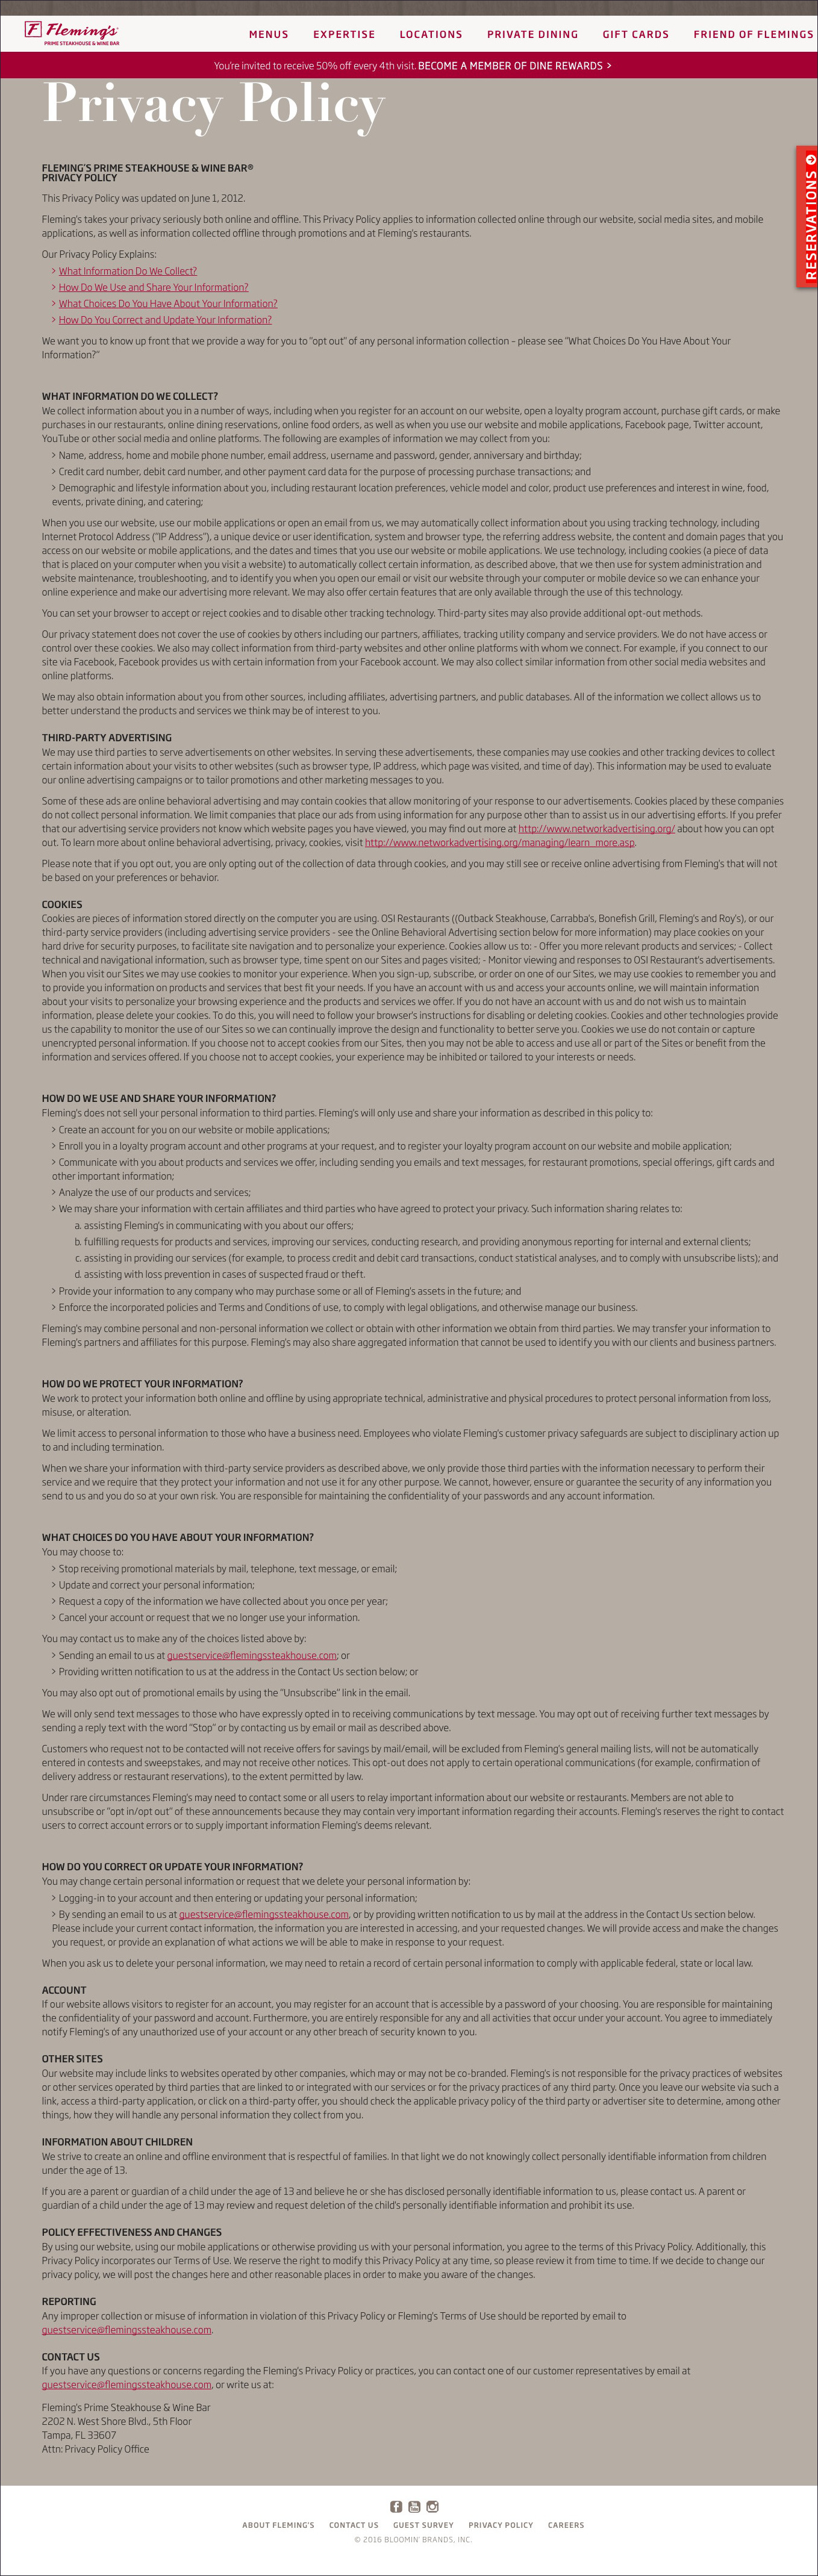 F Fleming's
PRIME STEAKHOUSE & WINE BAR
MENUS EXPERTISE LOCATIONS PRIVATE DINING GIFT CARDS FRIEND OF FLEMINGS
You're invited to receive 50% off every 4th visit. BECOME A MEMBER OF DINE REWARDS >
Privacy Policy
RESERVATIONS
FLEMING'S PRIME STEAKHOUSE & WINE BAR®
PRIVACY POLICY
This Privacy Policy was updated on June 1, 2012.
Fleming's takes your privacy seriously both online and offline. This Privacy Policy applies to information collected online through our website, social media sites, and mobile
applications, as well as information collected offline through promotions and at Fleming's restaurants.
Our Privacy Policy Explains:
> What Information Do We Collect?
> How Do We Use and Share Your Information?
> What Choices Do You Have About Your Information?
> How Do You Correct and Update Your Information?
We want you to know up front that we provide a way for you to "opt out" of any personal information collection – please see "What Choices Do You Have About Your
Information?"
WHAT INFORMATION DO WE COLLECT?
We collect information about you in a number of ways, including when you register for an account on our website, open a loyalty program account, purchase gift cards, or make
purchases in our restaurants, online dining reservations, online food orders, as well as when you use our website and mobile applications, Facebook page, Twitter account,
YouTube or other social media and online platforms. The following are examples of information we may collect from you:
> Name, address, home and mobile phone number, email address, username and password, gender, anniversary and birthday;
> Credit card number, debit card number, and other payment card data for the purpose of processing purchase transactions; and
> Demographic and lifestyle information about you, including restaurant location preferences, vehicle model and color, product use preferences and interest in wine, food,
events, private dining, and catering;
When you use our website, use our mobile applications or open an email from us, we may automatically collect information about you using tracking technology, including
Internet Protocol Address ("IP Address"), a unique device or user identification, system and browser type, the referring address website, the content and domain pages that you
access on our website or mobile applications, and the dates and times that you use our website or mobile applications. We use technology, including cookies (a piece of data
that is placed on your computer when you visit a website) to automatically collect certain information, as described above, that we then use for system administration and
website maintenance, troubleshooting, and to identify you when you open our email or visit our website through your computer or mobile device so we can enhance your
online experience and make our advertising more relevant. We may also offer certain features that are only available through the use of this technology.
You can set your browser to accept or reject cookies and to disable other tracking technology. Third-party sites may also provide additional opt-out methods.
Our privacy statement does not cover the use of cookies by others including our partners, affiliates, tracking utility company and service providers. We do not have access or
control over these cookies. We also may collect information from third-party websites and other online platforms with whom we connect. For example, if you connect to our
site via Facebook, Facebook provides us with certain information from your Facebook account. We may also collect similar information from other social media websites and
online platforms.
We may also obtain information about you from other sources, including affiliates, advertising partners, and public databases. All of the information we collect allows us to
better understand the products and services we think may be of interest to you.
THIRD-PARTY ADVERTISING
We may use third parties to serve advertisements on other websites. In serving these advertisements, these companies may use cookies and other tracking devices to collect
certain information about your visits to other websites (such as browser type, IP address, which page was visited, and time of day). This information may be used to evaluate
our online advertising campaigns or to tailor promotions and other marketing messages to you.
Some of these ads are online behavioral advertising and may contain cookies that allow monitoring of your response to our advertisements. Cookies placed by these companies
do not collect personal information. We limit companies that place our ads from using information for any purpose other than to assist us in our advertising efforts. If you prefer
that our advertising service providers not know which website pages you have viewed, you may find out more at http://www.networkadvertising.org/ about how you can opt
out. To learn more about online behavioral advertising, privacy, cookies, visit http://www.networkadvertising.org/managing/learn_more.asp.
Please note that if you opt out, you are only opting out of the collection of data through cookies, and you may still see or receive online advertising from Fleming's that will not
be based on your preferences or behavior.
COOKIES
Cookies are pieces of information stored directly on the computer you are using. OSI Restaurants ((Outback Steakhouse, Carrabba's, Bonefish Grill, Fleming's and Roy's), or our
third-party service providers (including advertising service providers - see the Online Behavioral Advertising section below for more information) may place cookies on your
hard drive for security purposes, to facilitate site navigation and to personalize your experience. Cookies allow us to: - Offer you more relevant products and services; - Collect
technical and navigational information, such as browser type, time spent on our Sites and pages visited; - Monitor viewing and responses to OSI Restaurant's advertisements.
When you visit our Sites we may use cookies to monitor your experience. When you sign-up, subscribe, or order on one of our Sites, we may use cookies to remember you and
to provide you information on products and services that best fit your needs. If you have an account with us and access your accounts online, we will maintain information
about your visits to personalize your browsing experience and the products and services we offer. If you do not have an account with us and do not wish us to maintain
information, please delete your cookies. To do this, you will need to follow your browser's instructions for disabling or deleting cookies. Cookies and other technologies provide
us the capability to monitor the use of our Sites so we can continually improve the design and functionality to better serve you. Cookies we use do not contain or capture
unencrypted personal information. If you choose not to accept cookies from our Sites, then you may not be able to access and use all or part of the Sites or benefit from the
information and services offered. If you choose not to accept cookies, your experience may be inhibited or tailored to your interests or needs.
HOW DO WE USE AND SHARE YOUR INFORMATION?
Fleming's does not sell your personal information to third parties. Fleming's will only use and share your information as described in this policy to:
> Create an account for you on our website or mobile applications;
> Enroll you in a loyalty program account and other programs at your request, and to register your loyalty program account on our website and mobile application;
> Communicate with you about products and services we offer, including sending you emails and text messages, for restaurant promotions, special offerings, gift cards and
other important information;
> Analyze the use of our products and services;
> We may share your information with certain affiliates and third parties who have agreed to protect your privacy. Such information sharing relates to:
a. assisting Fleming's in communicating with you about our offers;
b. fulfilling requests for products and services, improving our services, conducting research, and providing anonymous reporting for internal and external clients;
c. assisting in providing our services (for example, to process credit and debit card transactions, conduct statistical analyses, and to comply with unsubscribe lists); and
d. assisting with loss prevention in cases of suspected fraud or theft.
> Provide your information to any company who may purchase some or all of Fleming's assets in the future; and
> Enforce the incorporated policies and Terms and Conditions of use, to comply with legal obligations, and otherwise manage our business.
Fleming's may combine personal and non-personal information we collect or obtain with other information we obtain from third parties. We may transfer your information to
Fleming's partners and affiliates for this purpose. Fleming's may also share aggregated information that cannot be used to identify you with our clients and business partners.
HOW DO WE PROTECT YOUR INFORMATION?
We work to protect your information both online and offline by using appropriate technical, administrative and physical procedures to protect personal information from loss,
misuse, or alteration.
We limit access to personal information to those who have a business need. Employees who violate Fleming's customer privacy safeguards are subject to disciplinary action up
to and including termination.
When we share your information with third-party service providers as described above, we only provide those third parties with the information necessary to perform their
service and we require that they protect your information and not use it for any other purpose. We cannot, however, ensure or guarantee the security of any information you
send to us and you do so at your own risk. You are responsible for maintaining the confidentiality of your passwords and any account information.
WHAT CHOICES DO YOU HAVE ABOUT YOUR INFORMATION?
You may choose to:
> Stop receiving promotional materials by mail, telephone, text message, or email;
> Update and correct your personal information;
> Request a copy of the information we have collected about you once per year;
> Cancel your account or request that we no longer use your information.
You may contact us to make any of the choices listed above by:
> Sending an email to us at guestservice@flemingssteakhouse.com; or
> Providing written notification to us at the address in the Contact Us section below; or
You may also opt out of promotional emails by using the "Unsubscribe" link in the email.
We will only send text messages to those who have expressly opted in to receiving communications by text message. You may opt out of receiving further text messages by
sending a reply text with the word "Stop" or by contacting us by email or mail as described above.
Customers who request not to be contacted will not receive offers for savings by mail/email, will be excluded from Fleming's general mailing lists, will not be automatically
entered in contests and sweepstakes, and may not receive other notices. This opt-out does not apply to certain operational communications (for example, confirmation of
delivery address or restaurant reservations), to the extent permitted by law.
Under rare circumstances Fleming's may need to contact some or all users to relay important information about our website or restaurants. Members are not able to
unsubscribe or "opt in/opt out" of these announcements because they may contain very important information regarding their accounts. Fleming's reserves the right to contact
users to correct account errors or to supply important information Fleming's deems relevant.
HOW DO YOU CORRECT OR UPDATE YOUR INFORMATION?
You may change certain personal information or request that we delete your personal information by:
> Logging-in to your account and then entering or updating your personal information;
> By sending an email to us at guestservice@flemingssteakhouse.com, or by providing written notification to us by mail at the address in the Contact Us section below.
Please include your current contact information, the information you are interested in accessing, and your requested changes. We will provide access and make the changes
you request, or provide an explanation of what actions we will be able to make in response to your request.
When you ask us to delete your personal information, we may need to retain a record of certain personal information to comply with applicable federal, state or local law.
ACCOUNT
If our website allows visitors to register for an account, you may register for an account that is accessible by a password of your choosing. You are responsible for maintaining
the confidentiality of your password and account. Furthermore, you are entirely responsible for any and all activities that occur under your account. You agree to immediately
notify Fleming's of any unauthorized use of your account or any other breach of security known to you.
OTHER SITES
Our website may include links to websites operated by other companies, which may or may not be co-branded. Fleming's is not responsible for the privacy practices of websites
or other services operated by third parties that are linked to or integrated with our services or for the privacy practices of any third party. Once you leave our website via such a
link, access a third-party application, or click on a third-party offer, you should check the applicable privacy policy of the third party or advertiser site to determine, among other
things, how they will handle any personal information they collect from you.
INFORMATION ABOUT CHILDREN
We strive to create an online and offline environment that is respectful of families. In that light we do not knowingly collect personally identifiable information from children
under the age of 13.
If you are a parent or guardian of a child under the age of 13 and believe he or she has disclosed personally identifiable information to us, please contact us. A parent or
guardian of a child under the age of 13 may review and request deletion of the child's personally identifiable information and prohibit its use.
POLICY EFFECTIVENESS AND CHANGES
By using our website, using our mobile applications or otherwise providing us with your personal information, you agree to the terms of this Privacy Policy. Additionally, this
Privacy Policy incorporates our Terms of Use. We reserve the right to modify this Privacy Policy at any time, so please review it from time to time. If we decide to change our
privacy policy, we will post the changes here and other reasonable places in order to make you aware of the changes.
REPORTING
Any improper collection or misuse of information in violation of this Privacy Policy or Fleming's Terms of Use should be reported by email to
guestservice@flemingssteakhouse.com.
CONTACT US
If you have any questions or concerns regarding the Fleming's Privacy Policy or practices, you can contact one of our customer representatives by email at
guestservice@flemingssteakhouse.com, or write us at:
Fleming's Prime Steakhouse & Wine Bar
2202 N. West Shore Blvd., 5th Floor
Tampa, FL 33607
Attn: Privacy Policy Office
ABOUT FLEMING'S CONTACT US GUEST SURVEY PRIVACY POLICY CAREERS
© 2016 BLOOMIN' BRANDS, INC.